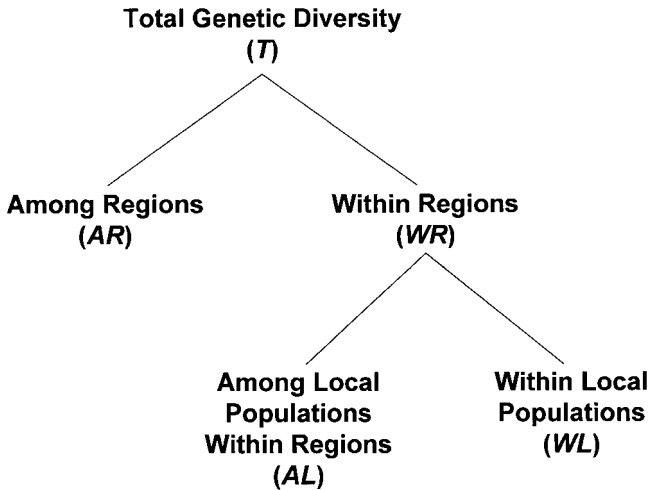 Total Genetic Diversity
(T)
Among Regions
(AR)
Within Regions
(WR)
Among Local
Populations
Within Regions
(AL)
Within Local
Populations
(WL)